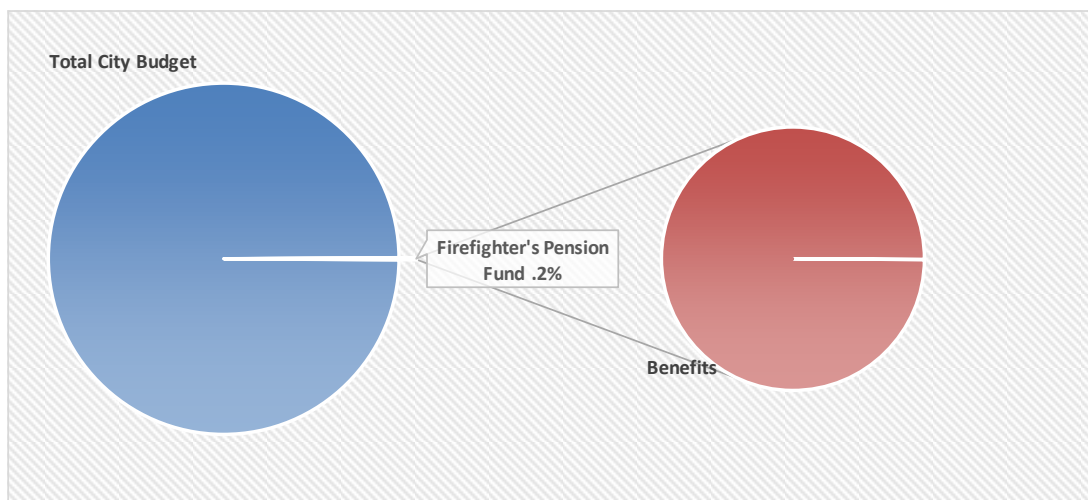 Total City Budget
Firefighter's Pension
Fund .2%
Benefits